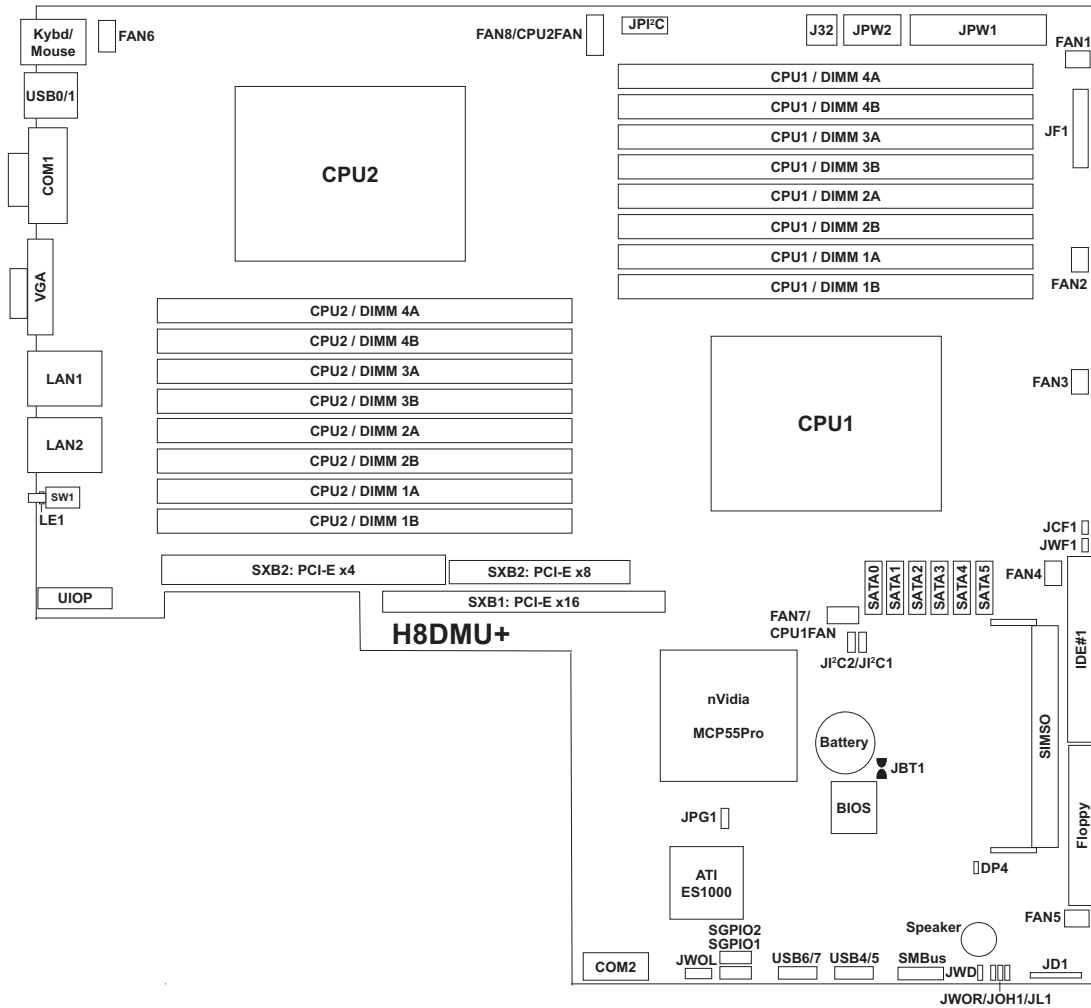 Kybd/
Mouse
FAN6
FAN8/CPU2FAN
JPI²C
J32
JPW2
JPW1
FAN1
USB0/1
COM1
VGA
LAN1
LAN2
SW1
LE1
UIOP
CPU2
CPU1 / DIMM 4A
CPU1 / DIMM 4B
CPU1 / DIMM 3A
CPU1 / DIMM 3B
CPU1 / DIMM 2A
CPU1 / DIMM 2B
CPU1 / DIMM 1A
CPU1 / DIMM 1B
JF1
FAN2
FAN3
CPU2 / DIMM 4A
CPU2 / DIMM 4B
CPU2 / DIMM 3A
CPU2 / DIMM 3B
CPU2 / DIMM 2A
CPU2 / DIMM 2B
CPU2 / DIMM 1A
CPU2 / DIMM 1B
CPU1
JCF1
JWF1
SXB2: PCI-E x4
SXB2: PCI-E x8
SXB1: PCI-E x16
H8DMU+
SATA0
SATA1
SATA2
SATA3
SATA4
SATA5
FAN4
FAN7/
CPU1FAN
JI²C2/JI²C1
IDE#1
SIMSO
Floppy
nVidia
MCP55Pro
Battery
JBT1
BIOS
JPG1
ATI
ES1000
DP4
FAN5
Speaker
SGPIO2
SGPIO1
COM2
JWOL
USB6/7
USB4/5
SMBus
JWD
JD1
JWOR/JOH1/JL1